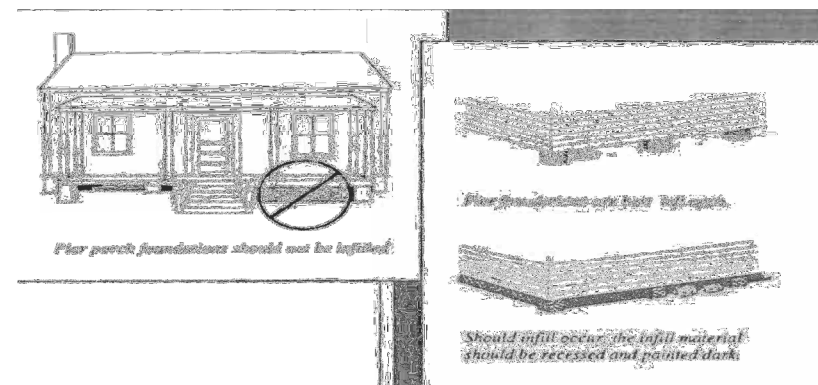 Pier porch foundations should not be infilled
Pier foundations are best left open.
Should infill occur, the infill material
should be recessed and painted dark.